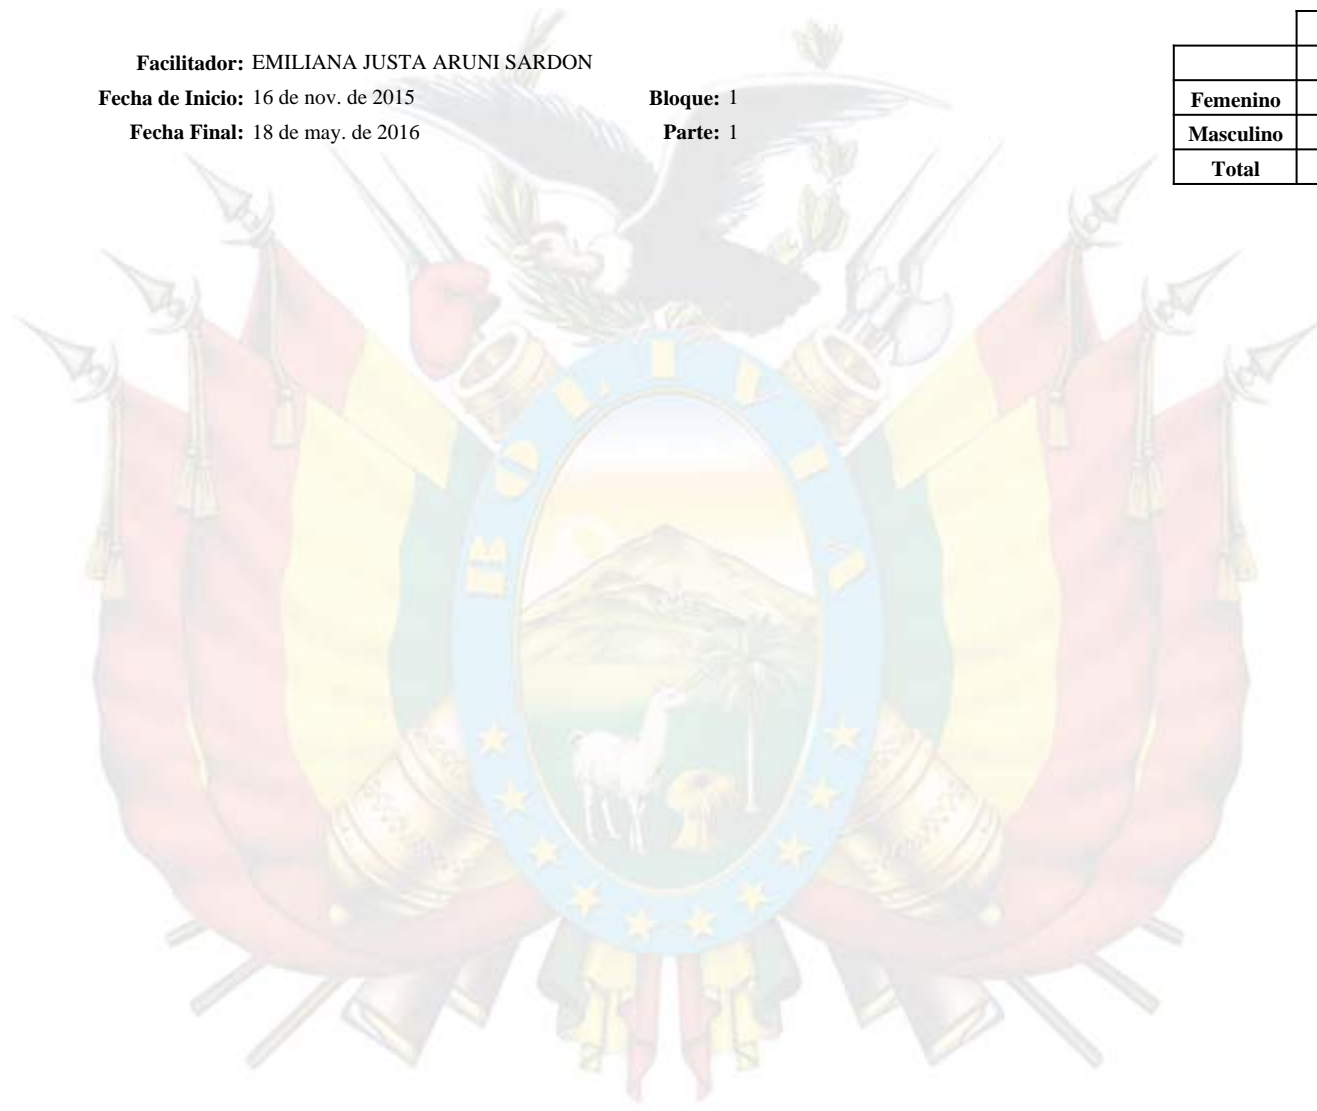 Facilitador: EMILIANA JUSTA ARUNI SARDON
Fecha de Inicio: 16 de nov. de 2015 Bloque: 1
Fecha Final: 18 de may. de 2016 Parte: 1
Femenino
Masculino
Total
BOLIVIA